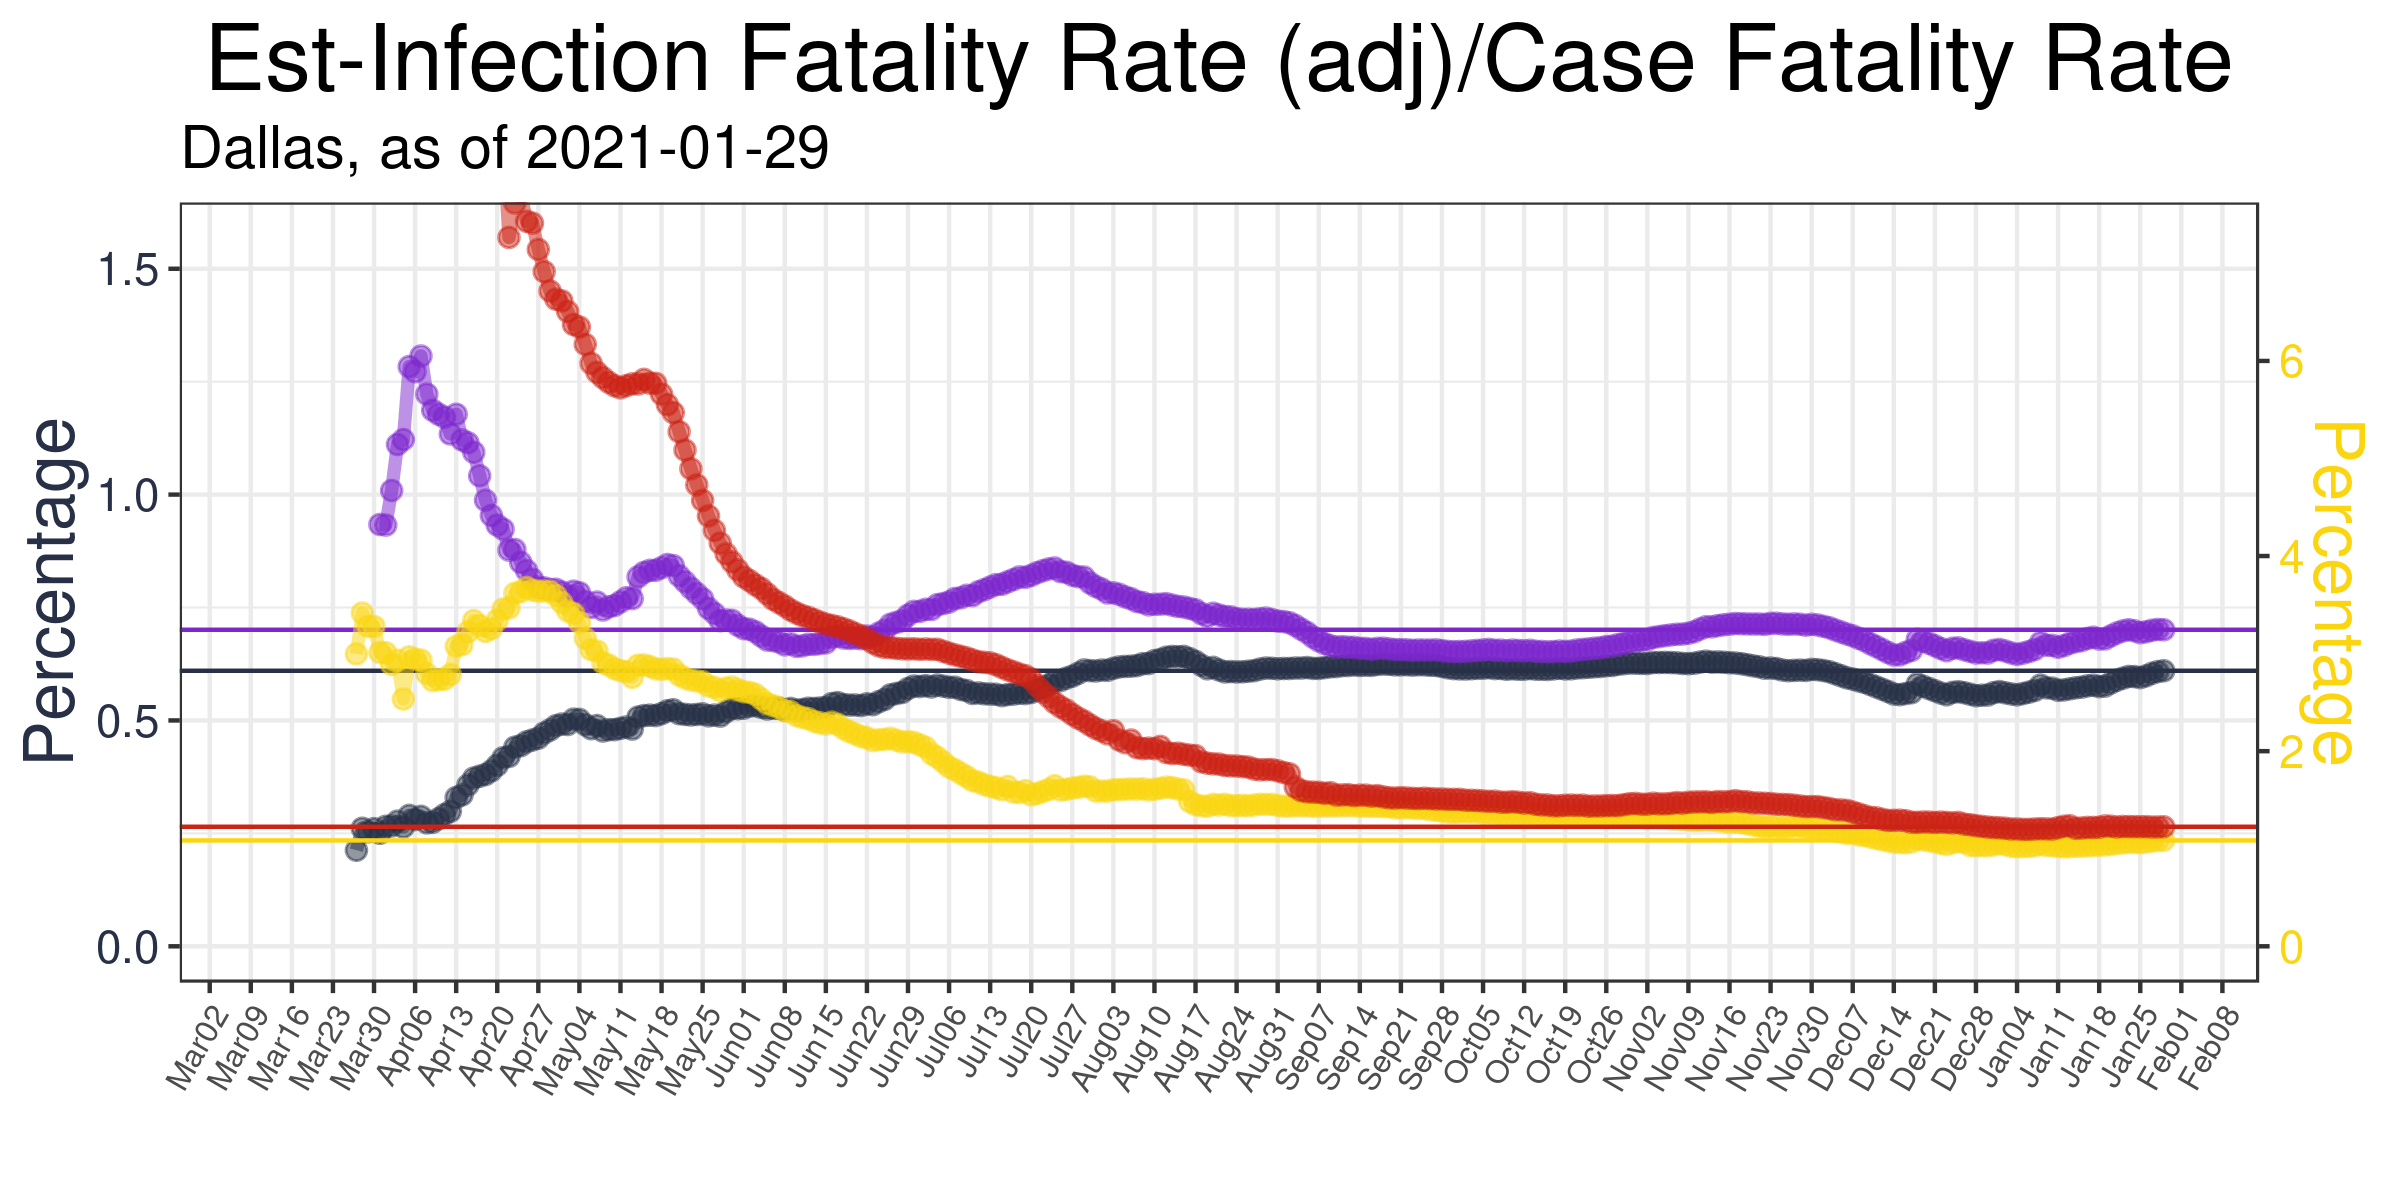 Est-Infection Fatality Rate (adj)/Case Fatality Rate
Dallas, as of 2021-01-29
Percentage
1.5
1.0
0.5
0.0
6
4
2
0
Percentage
Mar02
Mar09
Mar16
Mar23
Mar30
Apr06
Apr13
Apr20
Apr27
May04
May11
May18
May25
Jun01
Jun08
Jun15
Jun22
Jun29
Jul06
Jul13
Jul20
Jul27
Aug03
Aug10
Aug17
Aug24
Aug31
Sep07
Sep14
Sep21
Sep28
Oct05
Oct12
Oct19
Oct26
Nov02
Nov09
Nov16
Nov23
Nov30
Dec07
Dec14
Dec21
Dec28
Jan04
Jan11
Jan18
Jan25
Feb01
Feb08